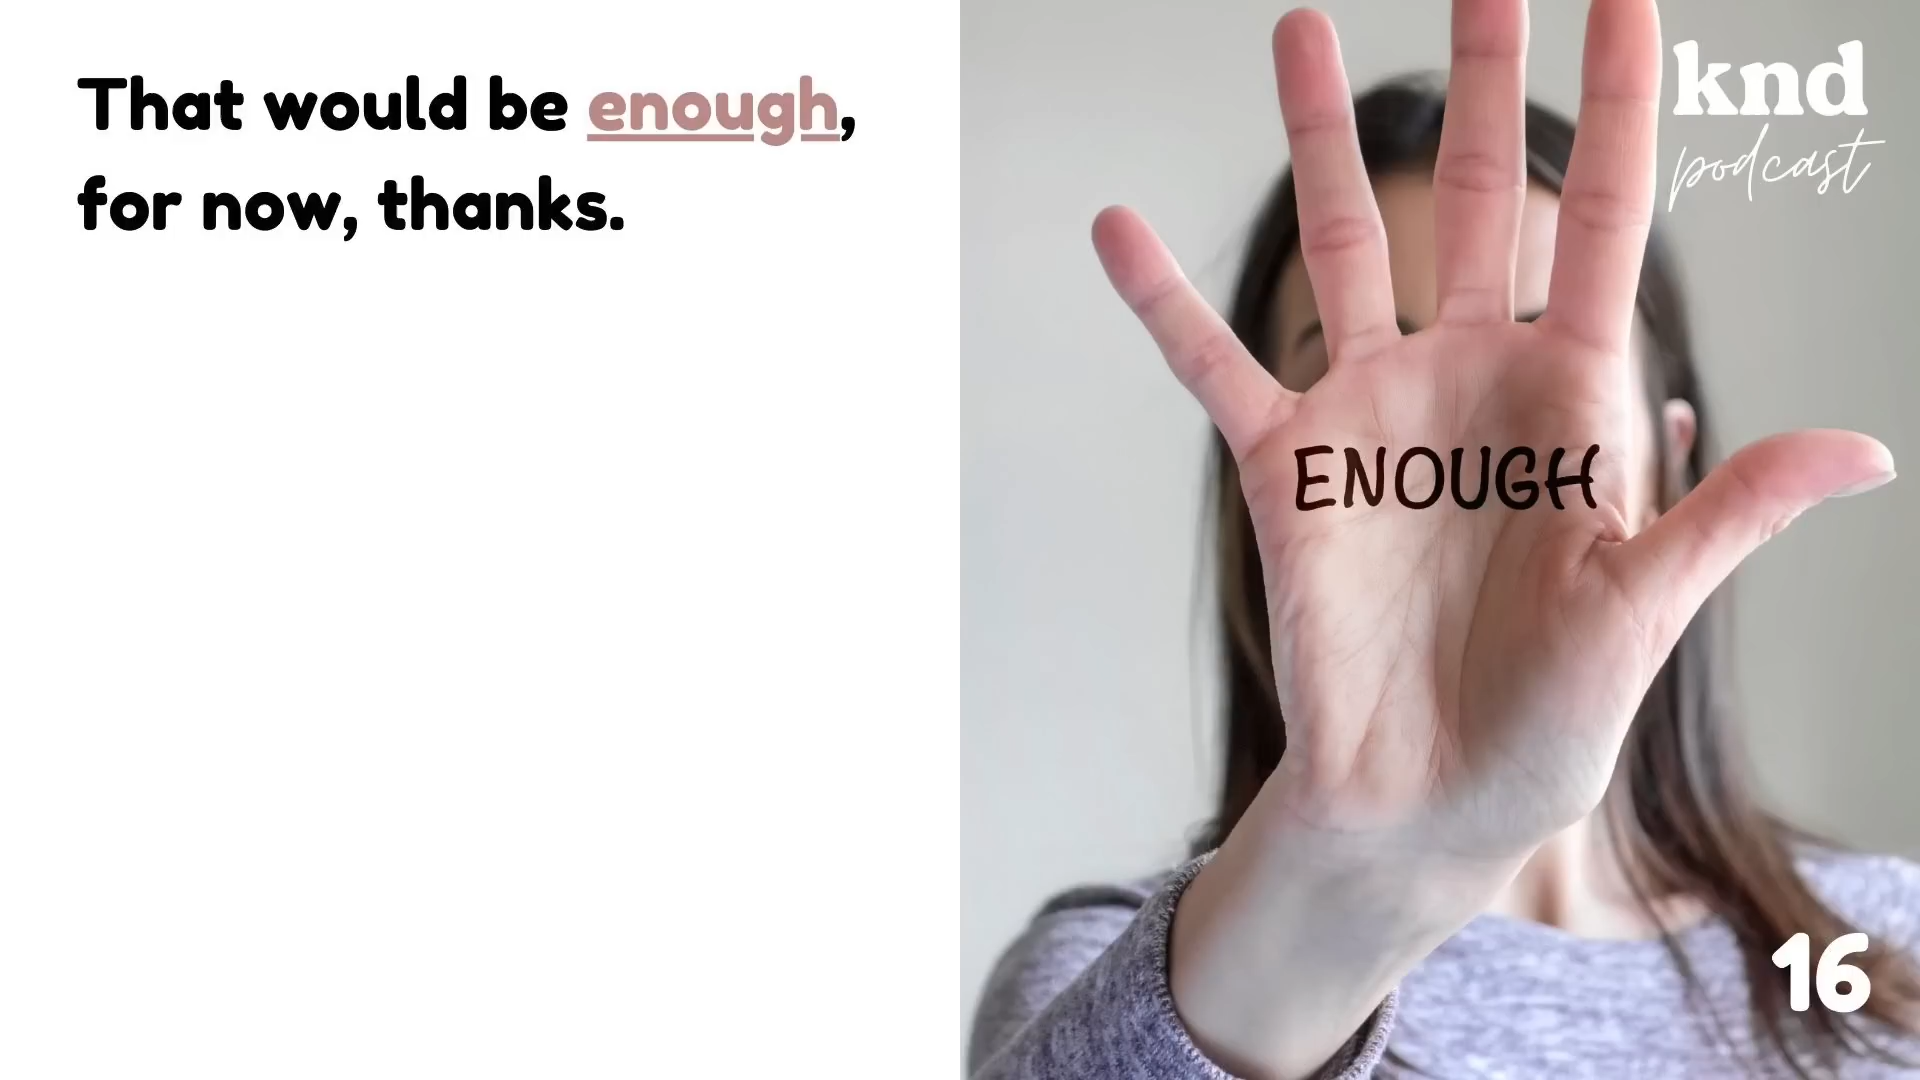 That would be enough,
for now, thanks.
knd
podcast
ENOUGH
16